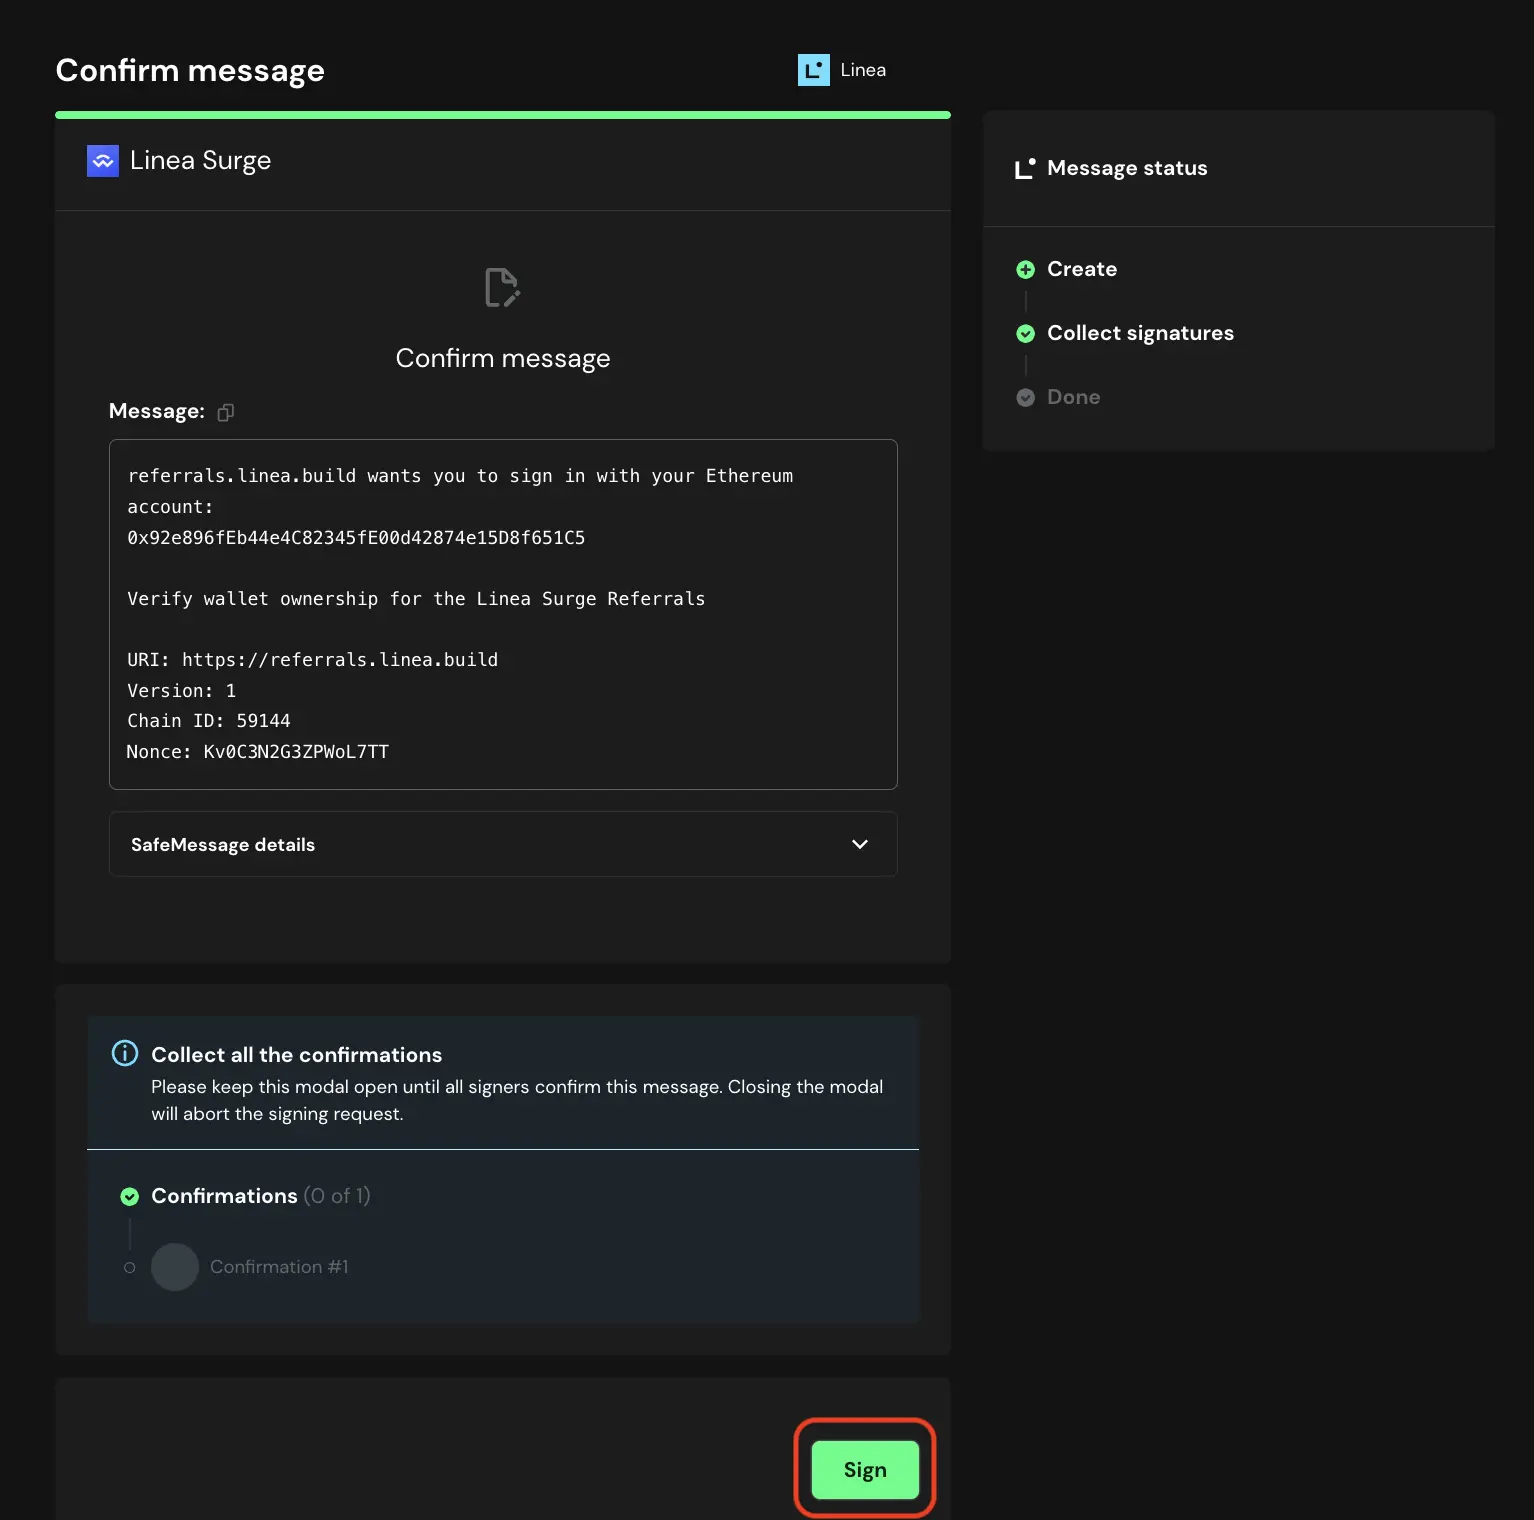 Confirm message
Linea
Linea Surge
Confirm message
Message:
referrals.linea.build wants you to sign in with your Ethereum
account:
0x92e896fEb44e4C82345fE00d42874e15D8f651C5
Verify wallet ownership for the Linea Surge Referrals
URI: https://referrals.linea.build
Version: 1
Chain ID: 59144
Nonce: Kv0C3N2G3ZPWoL7TT
SafeMessage details
Collect all the confirmations
Please keep this modal open until all signers confirm this message. Closing the modal
will abort the signing request.
Confirmations (0 of 1)
Confirmation #1
Sign
Message status
Create
Collect signatures
Done